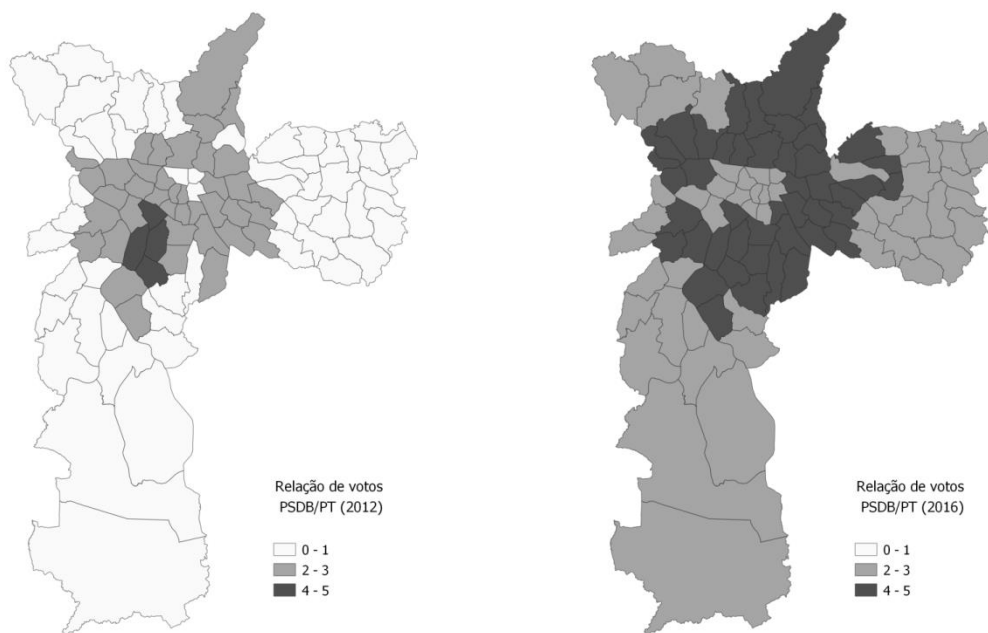 Relação de votos
PSDB/PT (2012)
0 - 1
2 - 3
4 - 5
Relação de votos
PSDB/PT (2016)
0 - 1
2 - 3
4 - 5